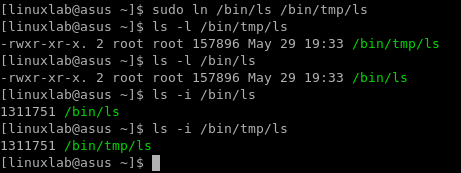 [linuxlab@asus ~]$ sudo ln /bin/ls /bin/tmp/ls
[linuxlab@asus ~]$ ls -l /bin/tmp/ls
-rwxr-xr-x. 2 root root 157896 May 29 19:33 /bin/tmp/ls
[linuxlab@asus ~]$ ls -l /bin/ls
-rwxr-xr-x. 2 root root 157896 May 29 19:33 /bin/ls
[linuxlab@asus ~]$ ls -i /bin/ls
1311751 /bin/ls
[linuxlab@asus ~]$ ls -i /bin/tmp/ls
1311751 /bin/tmp/ls
[linuxlab@asus ~]$